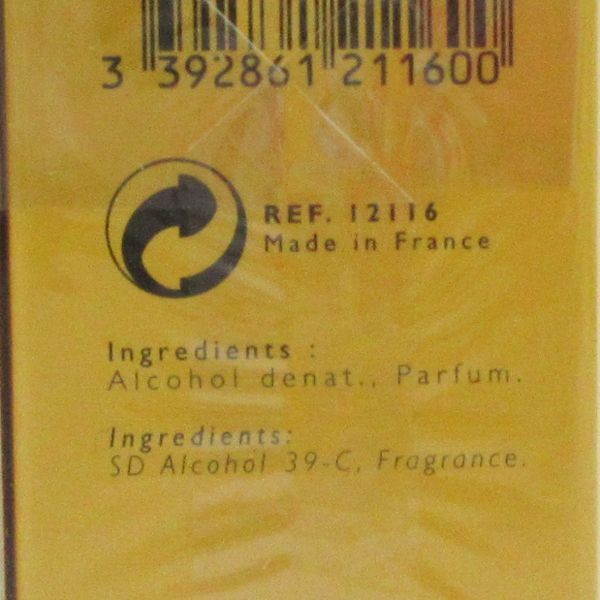 3 392861 211600
REF. 12116
Made in France
Ingredients :
Alcohol denat., Parfum.
Ingredients:
SD Alcohol 39-C, Fragrance.